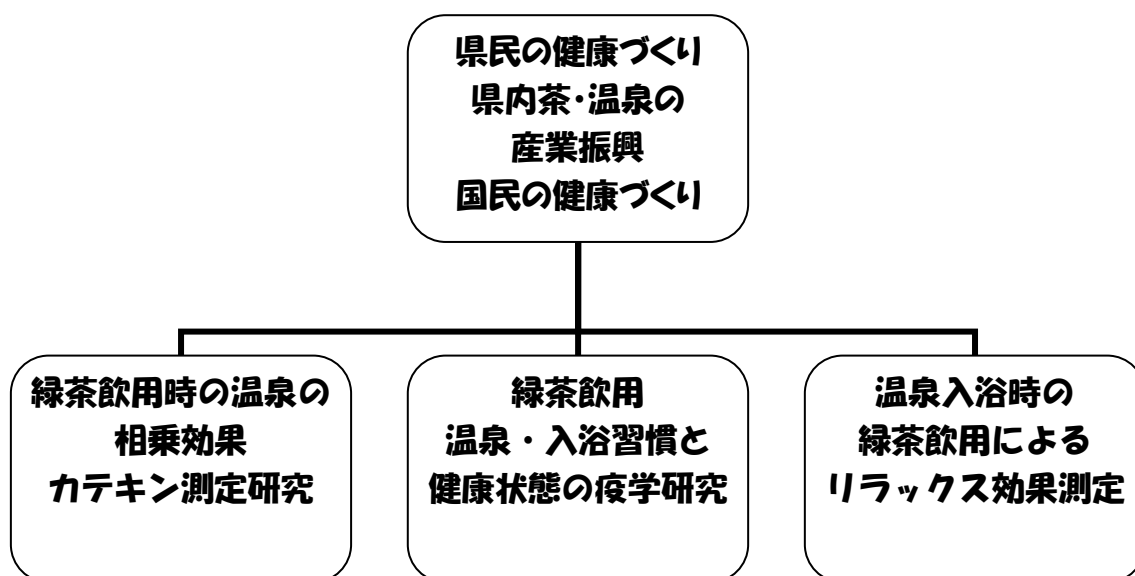 県民の健康づくり
県内茶・温泉の
産業振興
国民の健康づくり
緑茶飲用時の温泉の
相乗効果
カテキン測定研究
緑茶飲用
温泉・入浴習慣と
健康状態の疫学研究
温泉入浴時の
緑茶飲用による
リラックス効果測定